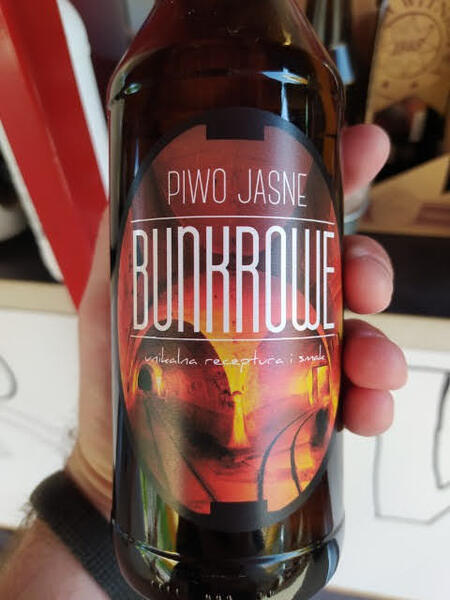 PIWO JASNE
BUNKROWE
unikalna receptura i smak